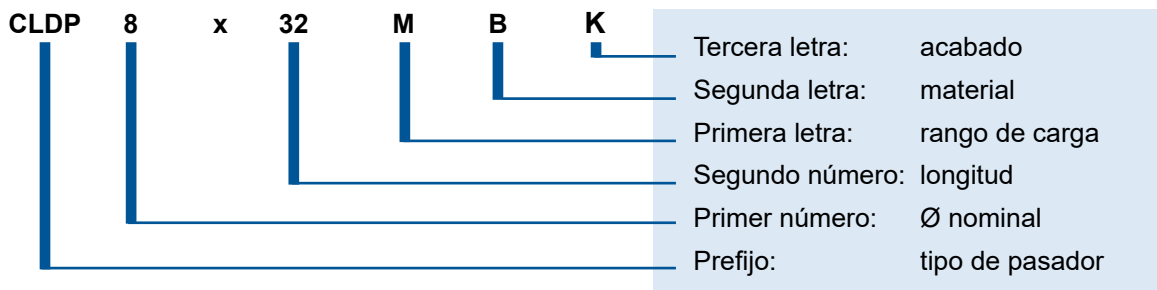 CLDP 8 x 32 M B K
Tercera letra: acabado
Segunda letra: material
Primera letra: rango de carga
Segundo número: longitud
Primer número: Ø nominal
Prefijo: tipo de pasador